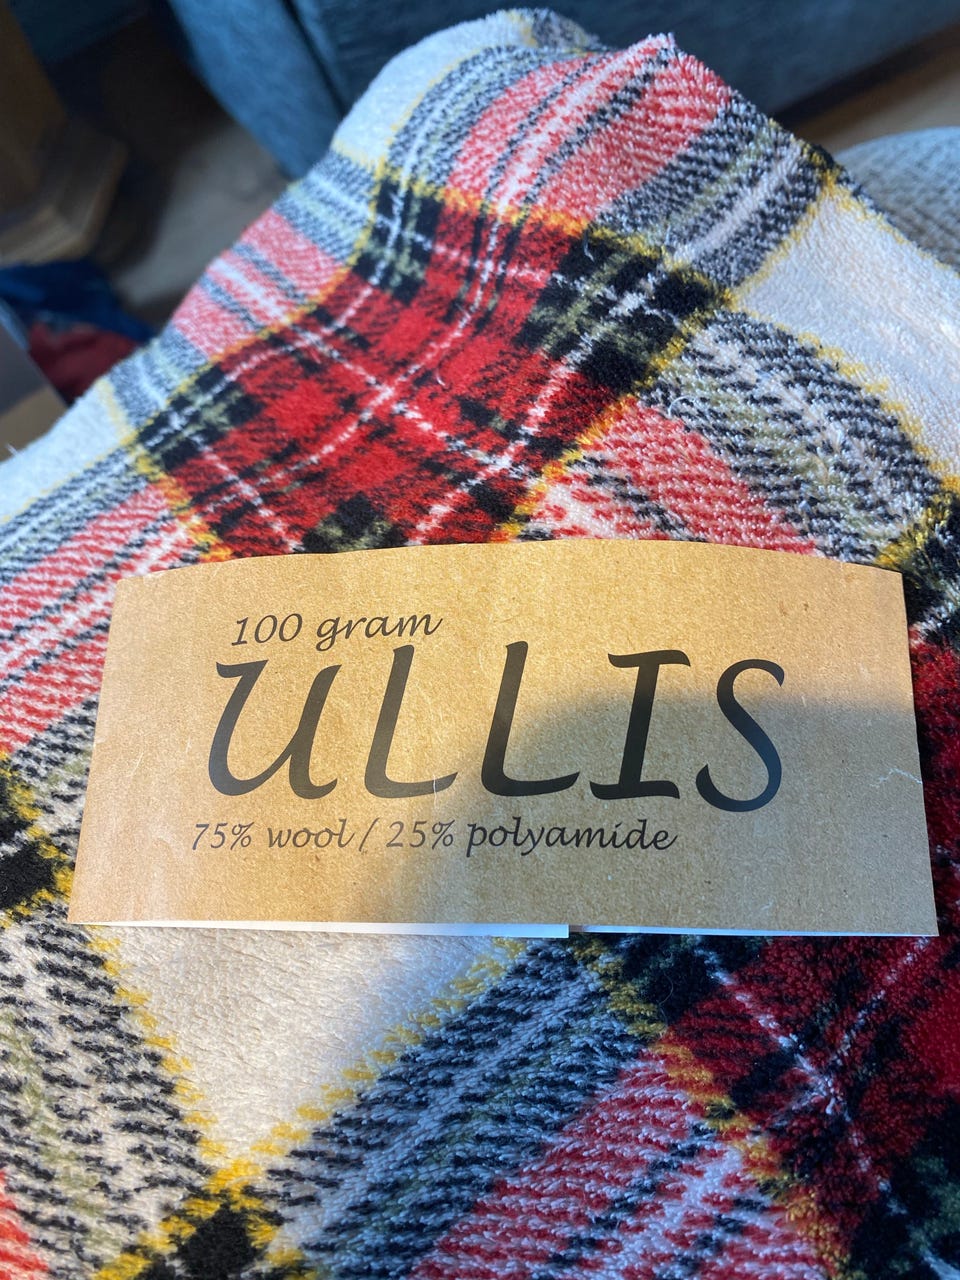 100 gram
ULLIS
75% wool / 25% polyamide